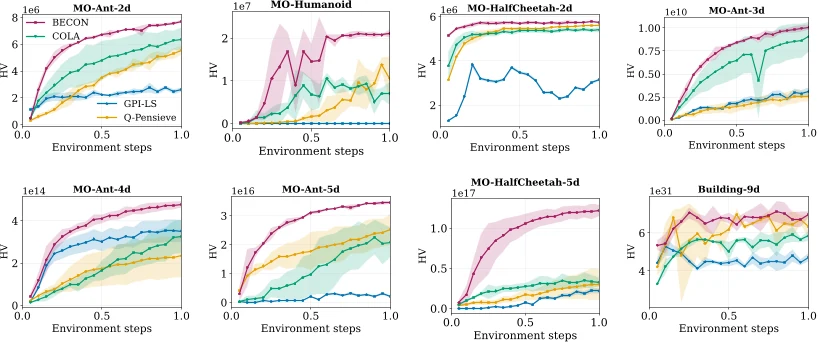 MO-Ant-2d
1e6
8
6
4
2
0
HV
BECON
COLA
GPI-LS
Q-Pensieve
0.0 0.5 1.0
Environment steps
MO-Humanoid
1e7
2
1
0
HV
0.0 0.5 1.0
Environment steps
MO-HalfCheetah-2d
1e6
6
4
2
HV
0.0 0.5 1.0
Environment steps
MO-Ant-3d
1e10
1.00
0.75
0.50
0.25
0.00
HV
0.0 0.5 1.0
Environment steps
MO-Ant-4d
1e14
4
2
0
HV
0.0 0.5 1.0
Environment steps
MO-Ant-5d
1e16
3
2
1
0
HV
0.0 0.5 1.0
Environment steps
MO-HalfCheetah-5d
1e17
1.0
0.5
0.0
HV
0.0 0.5 1.0
Environment steps
Building-9d
1e31
6
4
HV
0.0 0.5 1.0
Environment steps